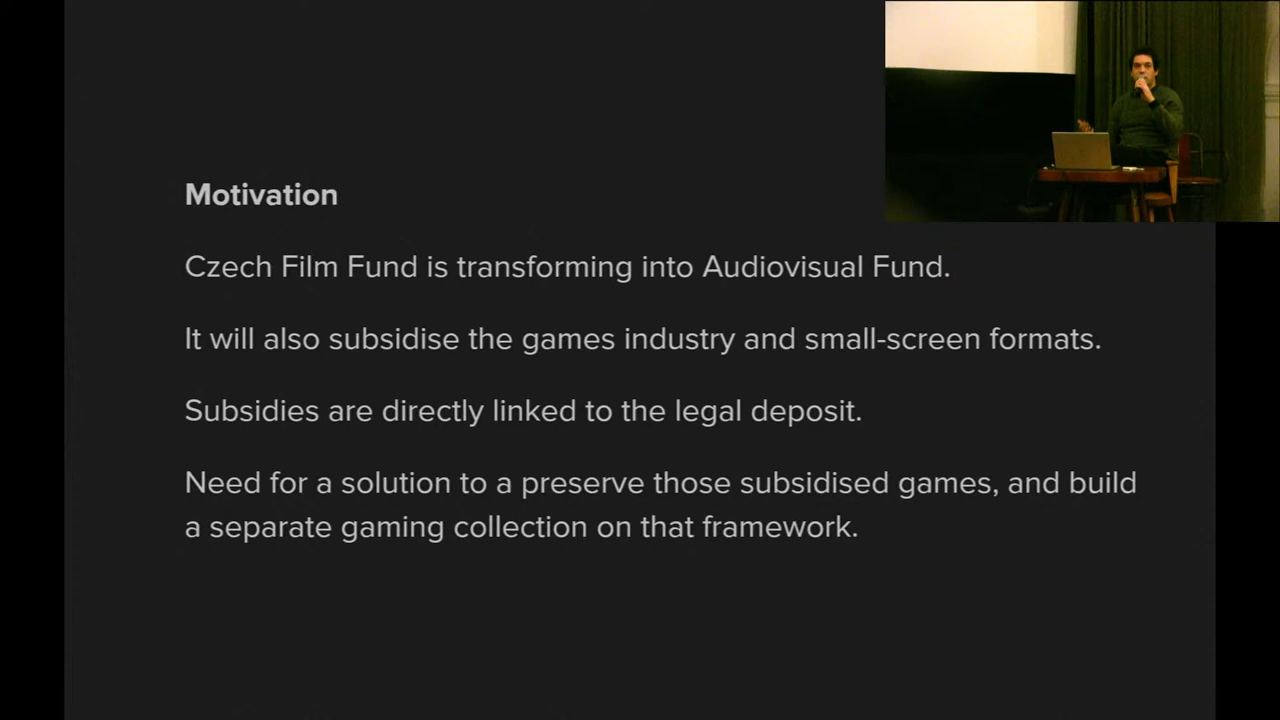 Motivation
Czech Film Fund is transforming into Audiovisual Fund.
It will also subsidise the games industry and small-screen formats.
Subsidies are directly linked to the legal deposit.
Need for a solution to a preserve those subsidised games, and build
a separate gaming collection on that framework.